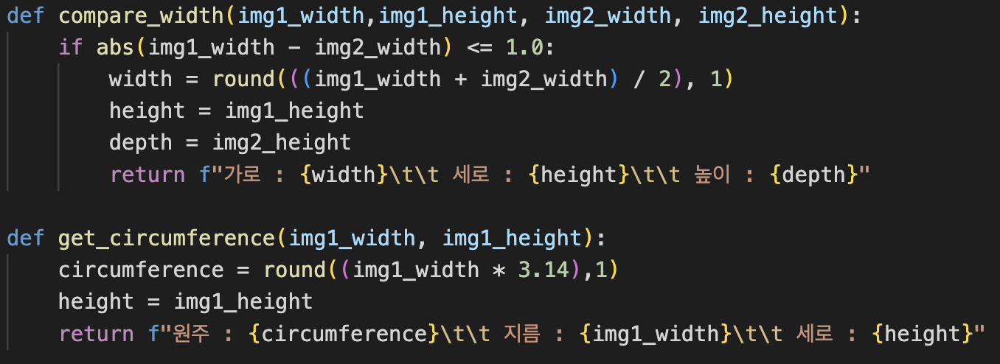 def compare_width(img1_width,img1_height, img2_width, img2_height):
    if abs(img1_width - img2_width) <= 1.0:
        width = round(((img1_width + img2_width) / 2), 1)
        height = img1_height
        depth = img2_height
        return f"가로 : {width}\t\t 세로 : {height}\t\t 높이 : {depth}"

def get_circumference(img1_width, img1_height):
    circumference = round((img1_width * 3.14),1)
    height = img1_height
    return f"원주 : {circumference}\t\t 지름 : {img1_width}\t\t 세로 : {height}"